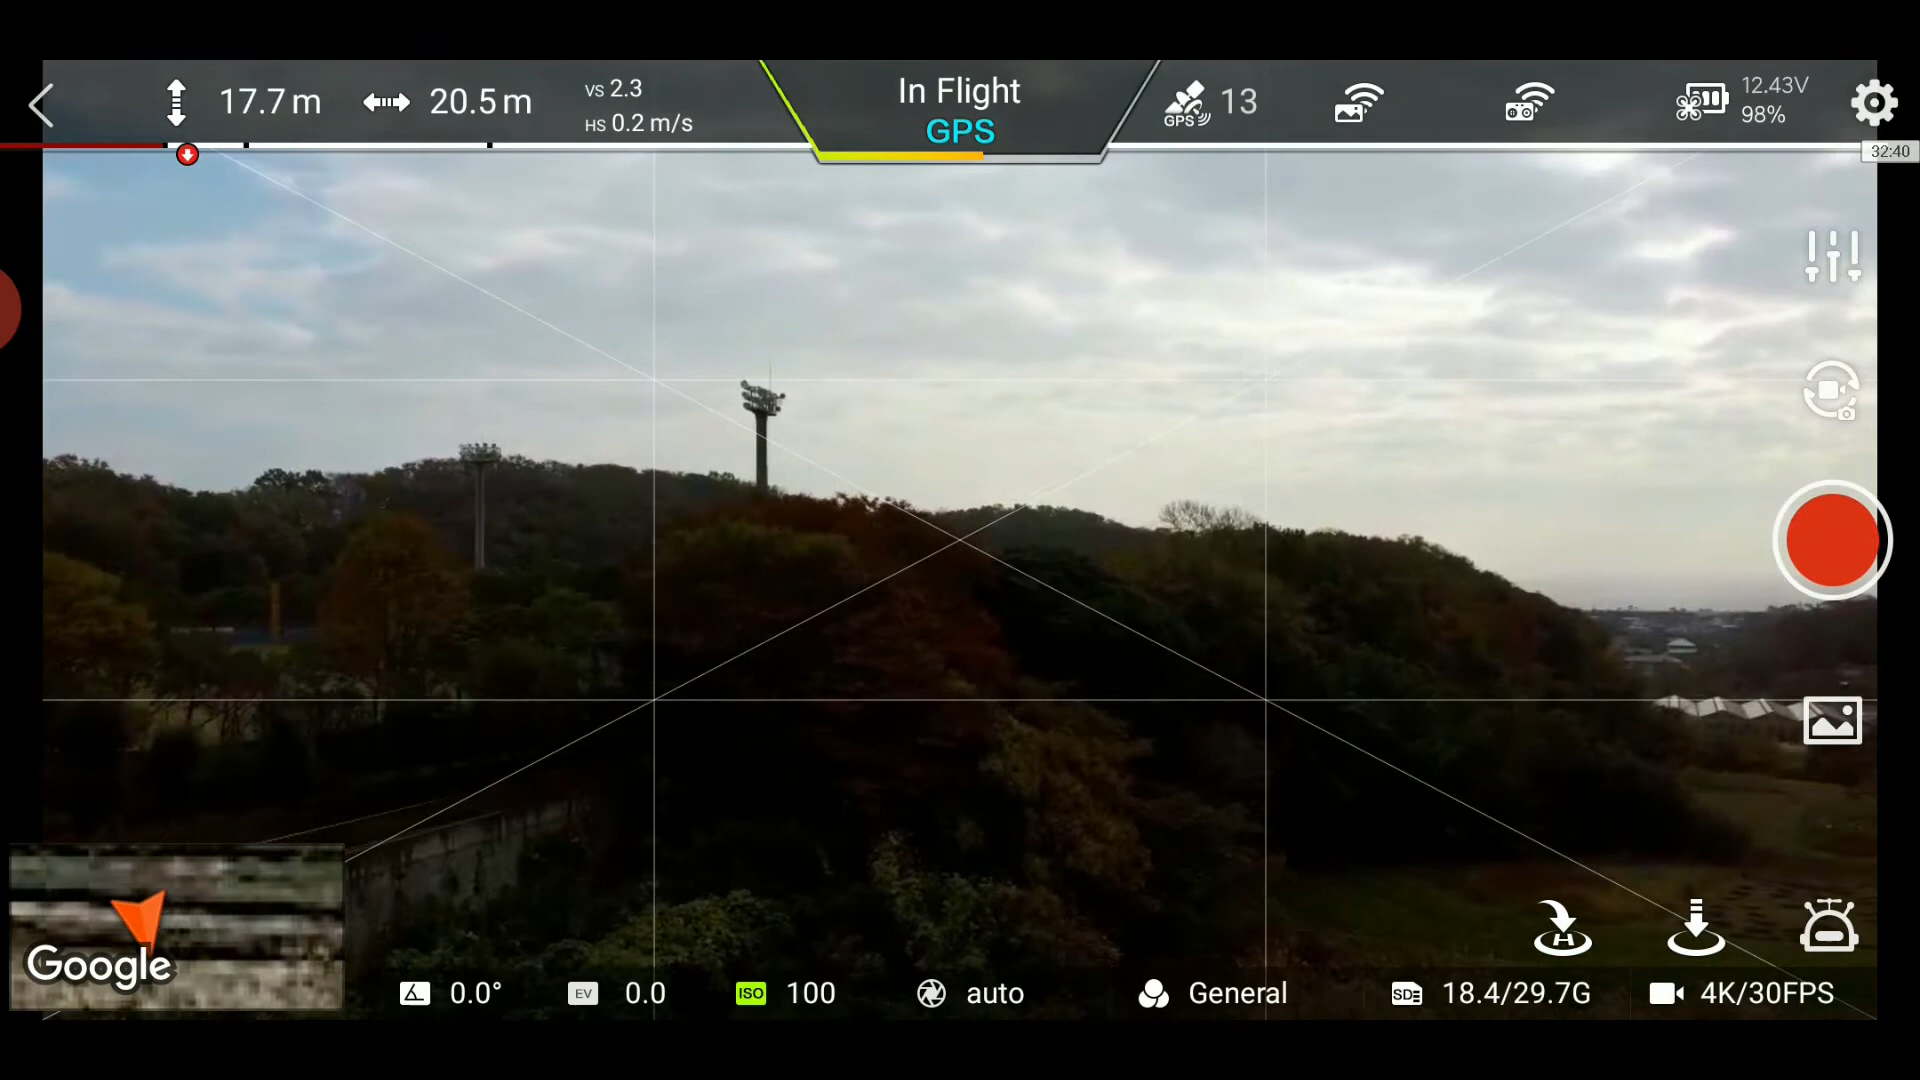 17.7 m
20.5 m
VS 2.3
HS 0.2 m/s
In Flight
GPS
GPS
13
12.43V
98%
32:40
Google
0.0°
EV
0.0
ISO
100
auto
General
SD
18.4/29.7G
4K/30FPS
H